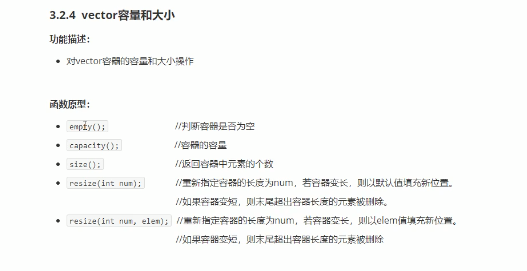 3.2.4 vector容量和大小
功能描述：
对vector容器的容量和大小操作
函数原型：
empty(); //判断容器是否为空
capacity(); //容器的容量
size(); //返回容器中元素的个数
resize(int num); //重新指定容器的长度为num，若容器变长，则以默认值填充新位置。
//如果容器变短，则末尾超出容器长度的元素被删除。
resize(int num, elem); //重新指定容器的长度为num，若容器变长，则以elem值填充新位置。
//如果容器变短，则末尾超出容器长度的元素被删除